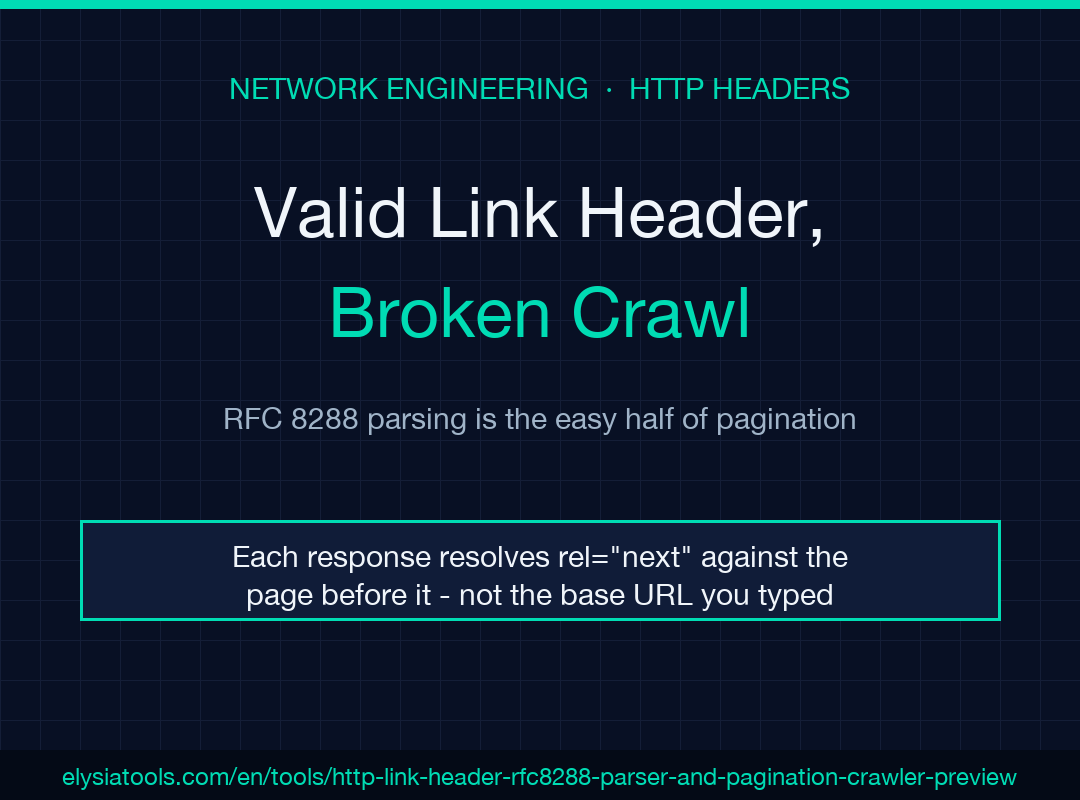 NETWORK ENGINEERING · HTTP HEADERS
Valid Link Header,
Broken Crawl
RFC 8288 parsing is the easy half of pagination
Each response resolves rel="next" against the
page before it - not the base URL you typed
elysiatools.com/en/tools/http-link-header-rfc8288-parser-and-pagination-crawler-preview